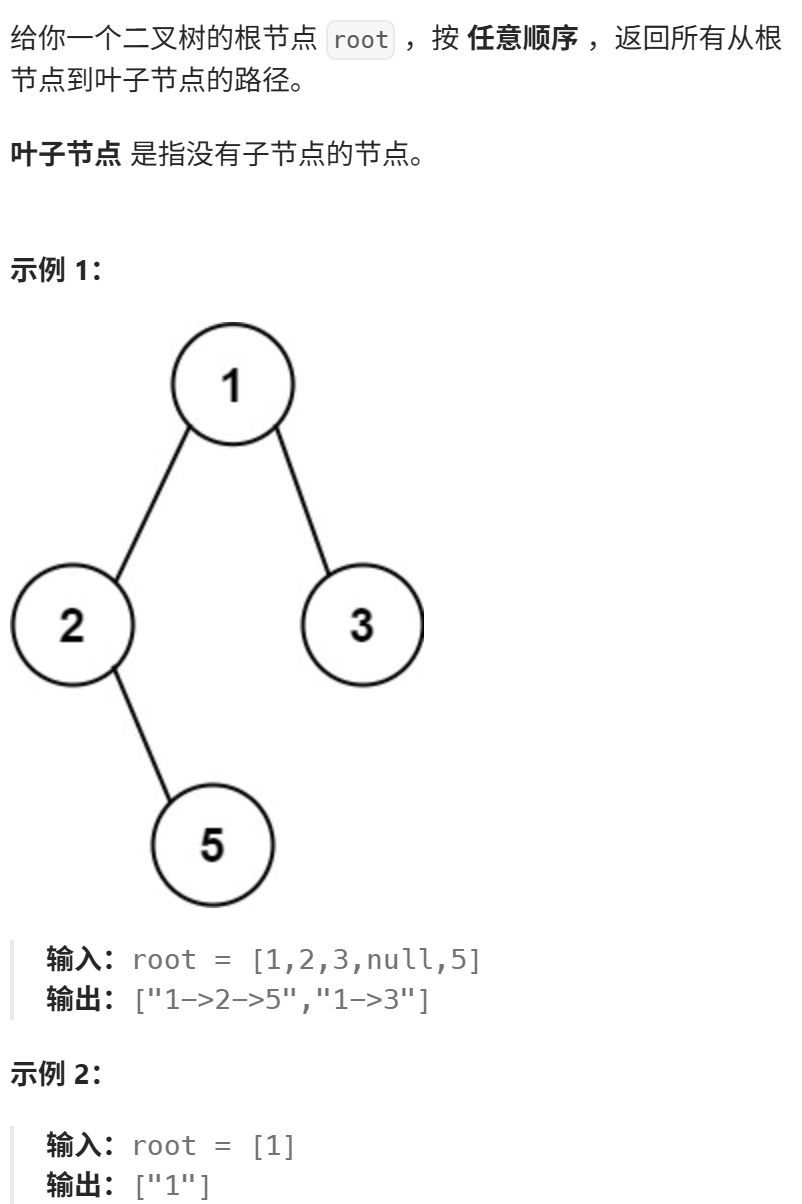 给你一个二叉树的根节点 root ，按 任意顺序 ，返回所有从根
节点到叶子节点的路径。
叶子节点 是指没有子节点的节点。
示例 1：
1
2
3
5
输入：root = [1,2,3,null,5]
输出：["1->2->5","1->3"]
示例 2：
输入：root = [1]
输出：["1"]